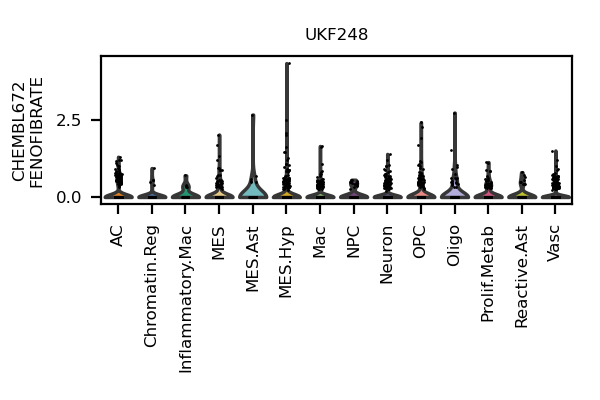 UKF248
CHEMBL672
FENOFIBRATE
2.5
0.0
AC
Chromatin.Reg
Inflammatory.Mac
MES
MES.Ast
MES.Hyp
Mac
NPC
Neuron
OPC
Oligo
Prolif.Metab
Reactive.Ast
Vasc